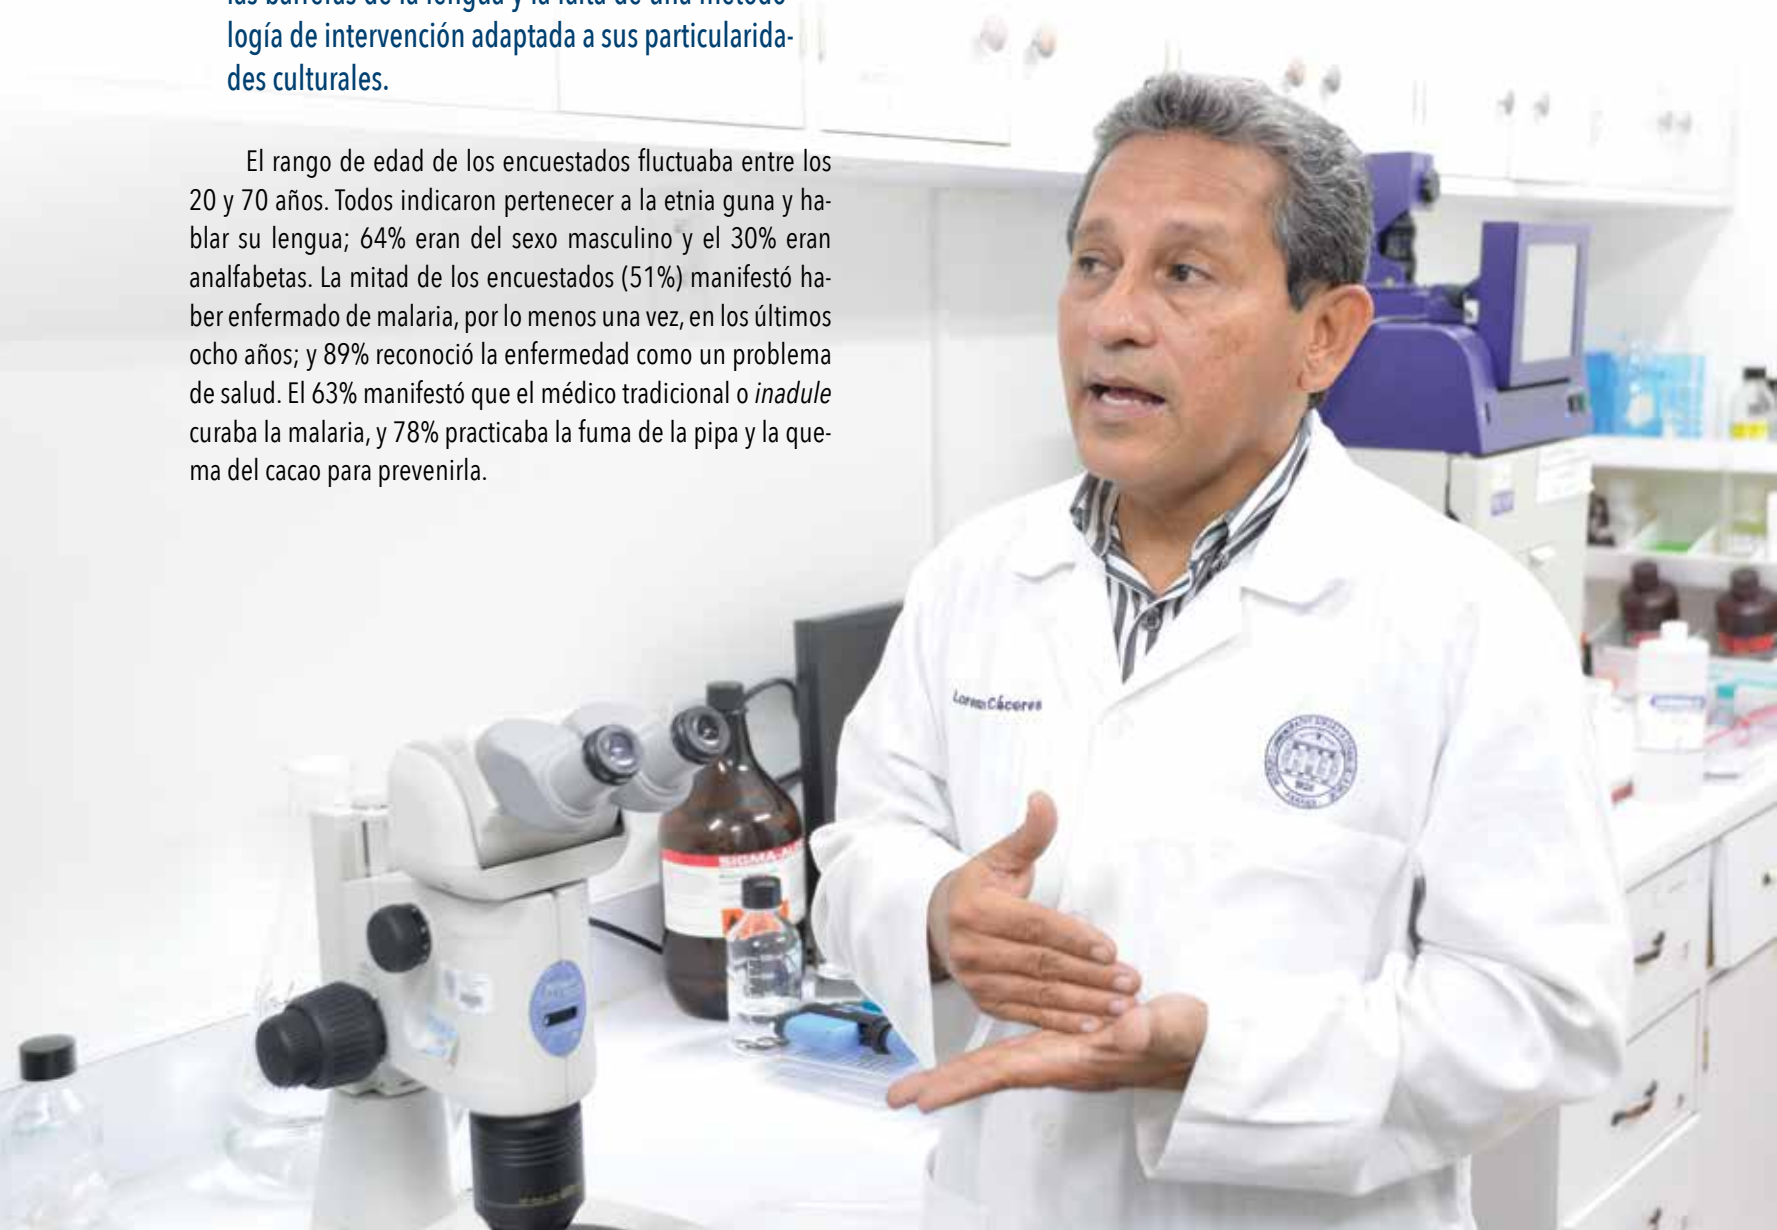 logía de intervención adaptada a sus particularida-
des culturales.
El rango de edad de los encuestados fluctuaba entre los
20 y 70 años. Todos indicaron pertenecer a la etnia guna y ha-
blar su lengua; 64% eran del sexo masculino y el 30% eran
analfabetas. La mitad de los encuestados (51%) manifestó ha-
ber enfermado de malaria, por lo menos una vez, en los últimos
ocho años; y 89% reconoció la enfermedad como un problema
de salud. El 63% manifestó que el médico tradicional o inadule
curaba la malaria, y 78% practicaba la fuma de la pipa y la que-
ma del cacao para prevenirla.
Lorenzo Cáceres
SIGMA-AL